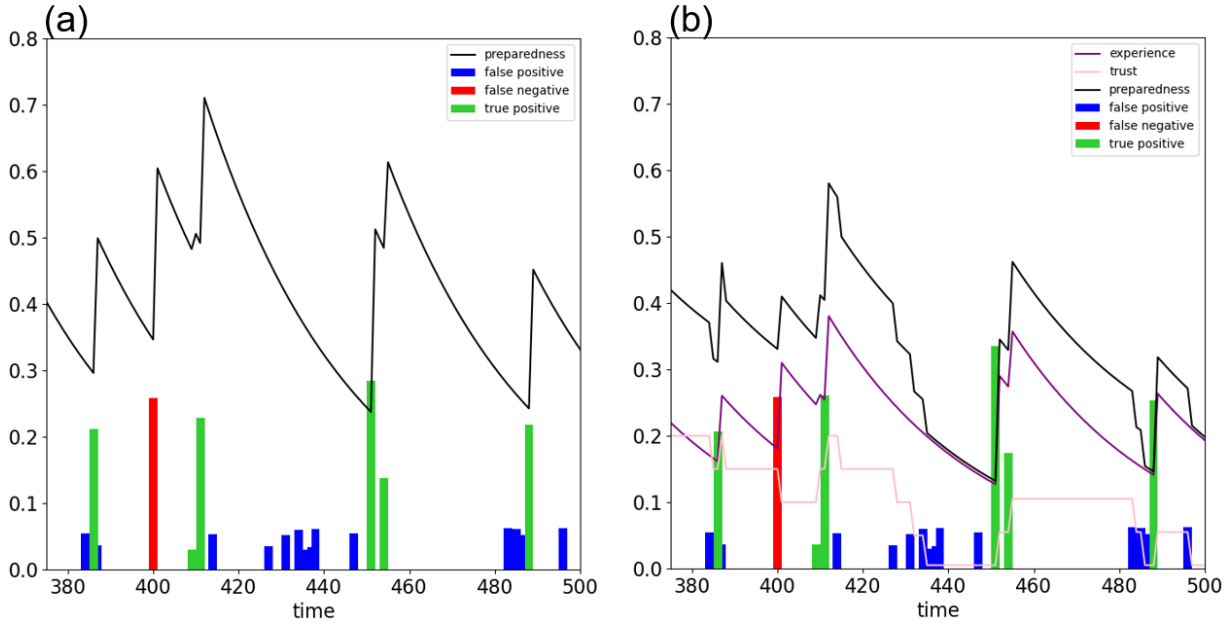 (a)
0.8
0.7
0.6
0.5
0.4
0.3
0.2
0.1
0.0
preparedness
false positive
false negative
true positive
380 400 420 440 460 480 500
time
(b)
0.8
0.7
0.6
0.5
0.4
0.3
0.2
0.1
0.0
experience
trust
preparedness
false positive
false negative
true positive
380 400 420 440 460 480 500
time